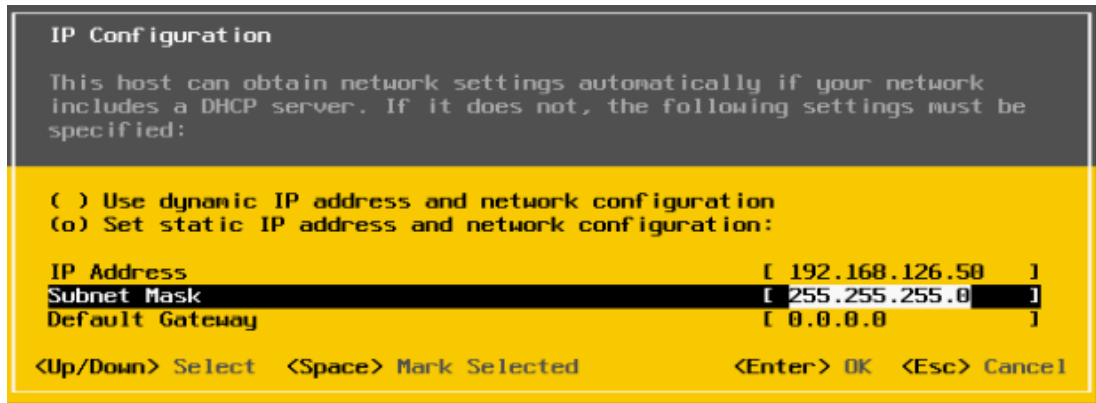 IP Configuration
This host can obtain network settings automatically if your network
includes a DHCP server. If it does not, the following settings must be
specified:
( ) Use dynamic IP address and network configuration
(o) Set static IP address and network configuration:
IP Address [ 192.168.126.50 ]
Subnet Mask [ 255.255.255.0 ]
Default Gateway [ 0.0.0.0 ]
<Up/Down> Select <Space> Mark Selected <Enter> OK <Esc> Cancel